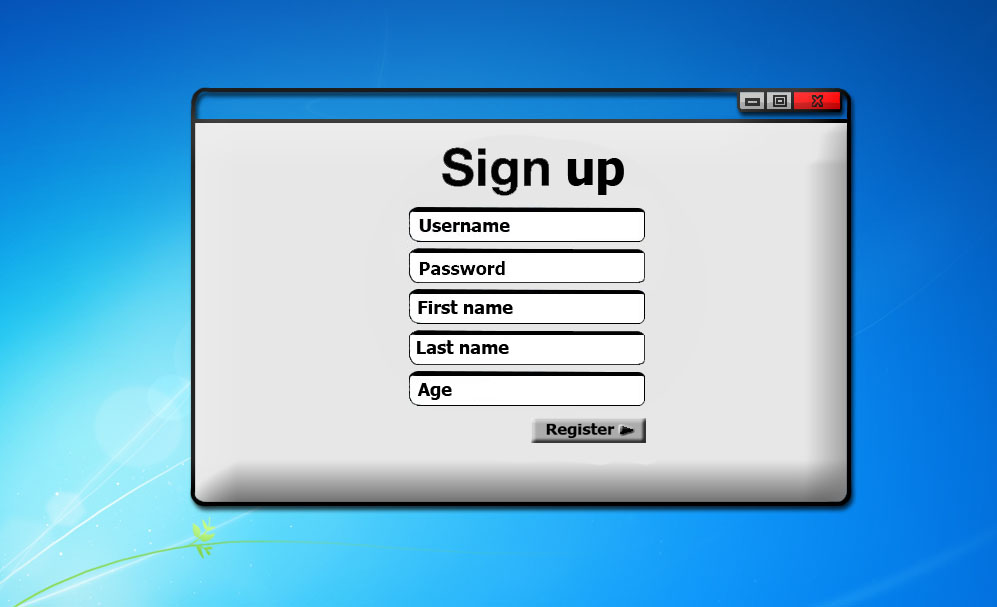 Sign up
Username
Password
First name
Last name
Age
Register